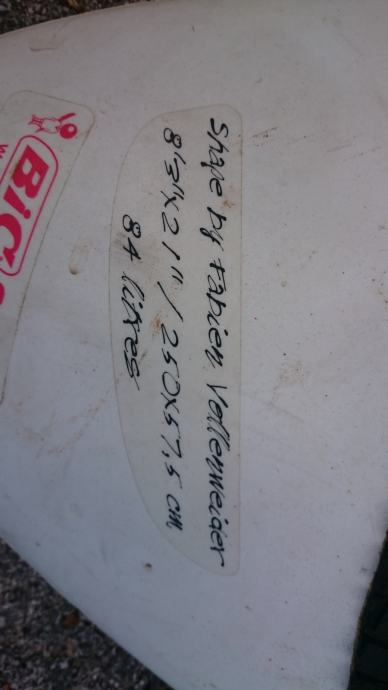 Shape by Fabien Vollenweider
8'3"x21" / 250x57,5 cm
84 litres
BiC